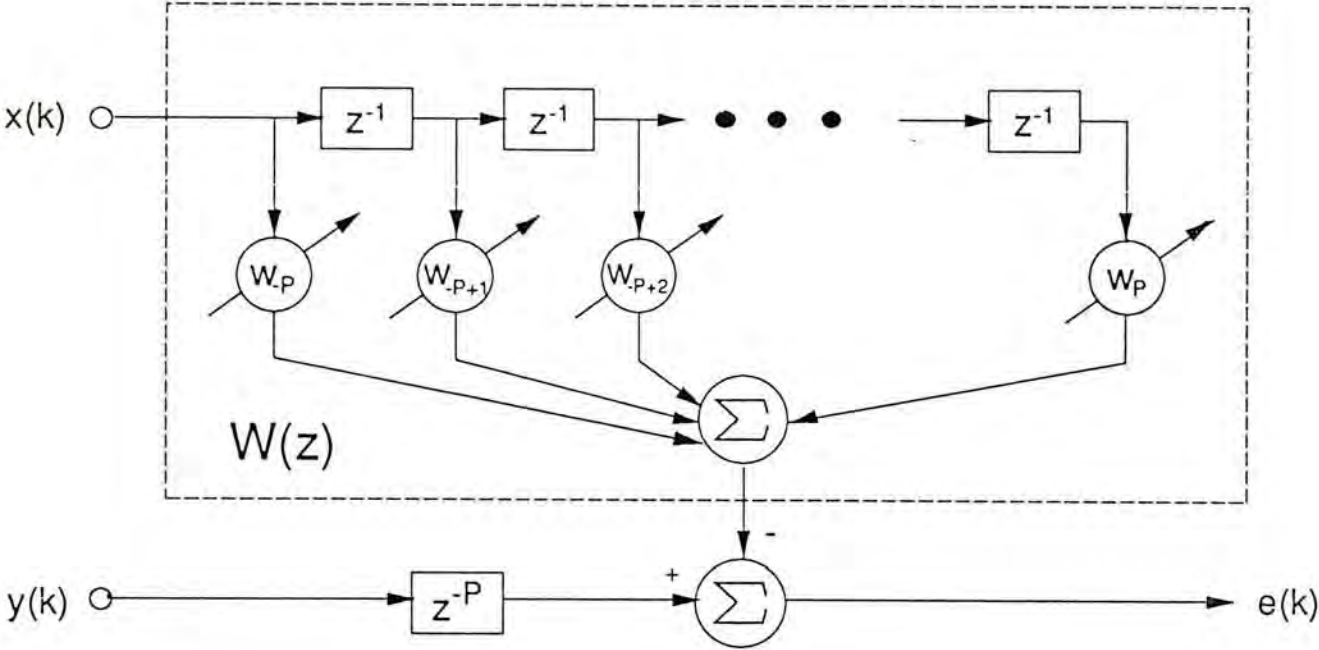 x(k) z⁻¹ z⁻¹ z⁻¹
W₋P W₋P+1 W₋P+2 WP
Σ
W(z)
-
y(k) z⁻ᴾ + Σ e(k)